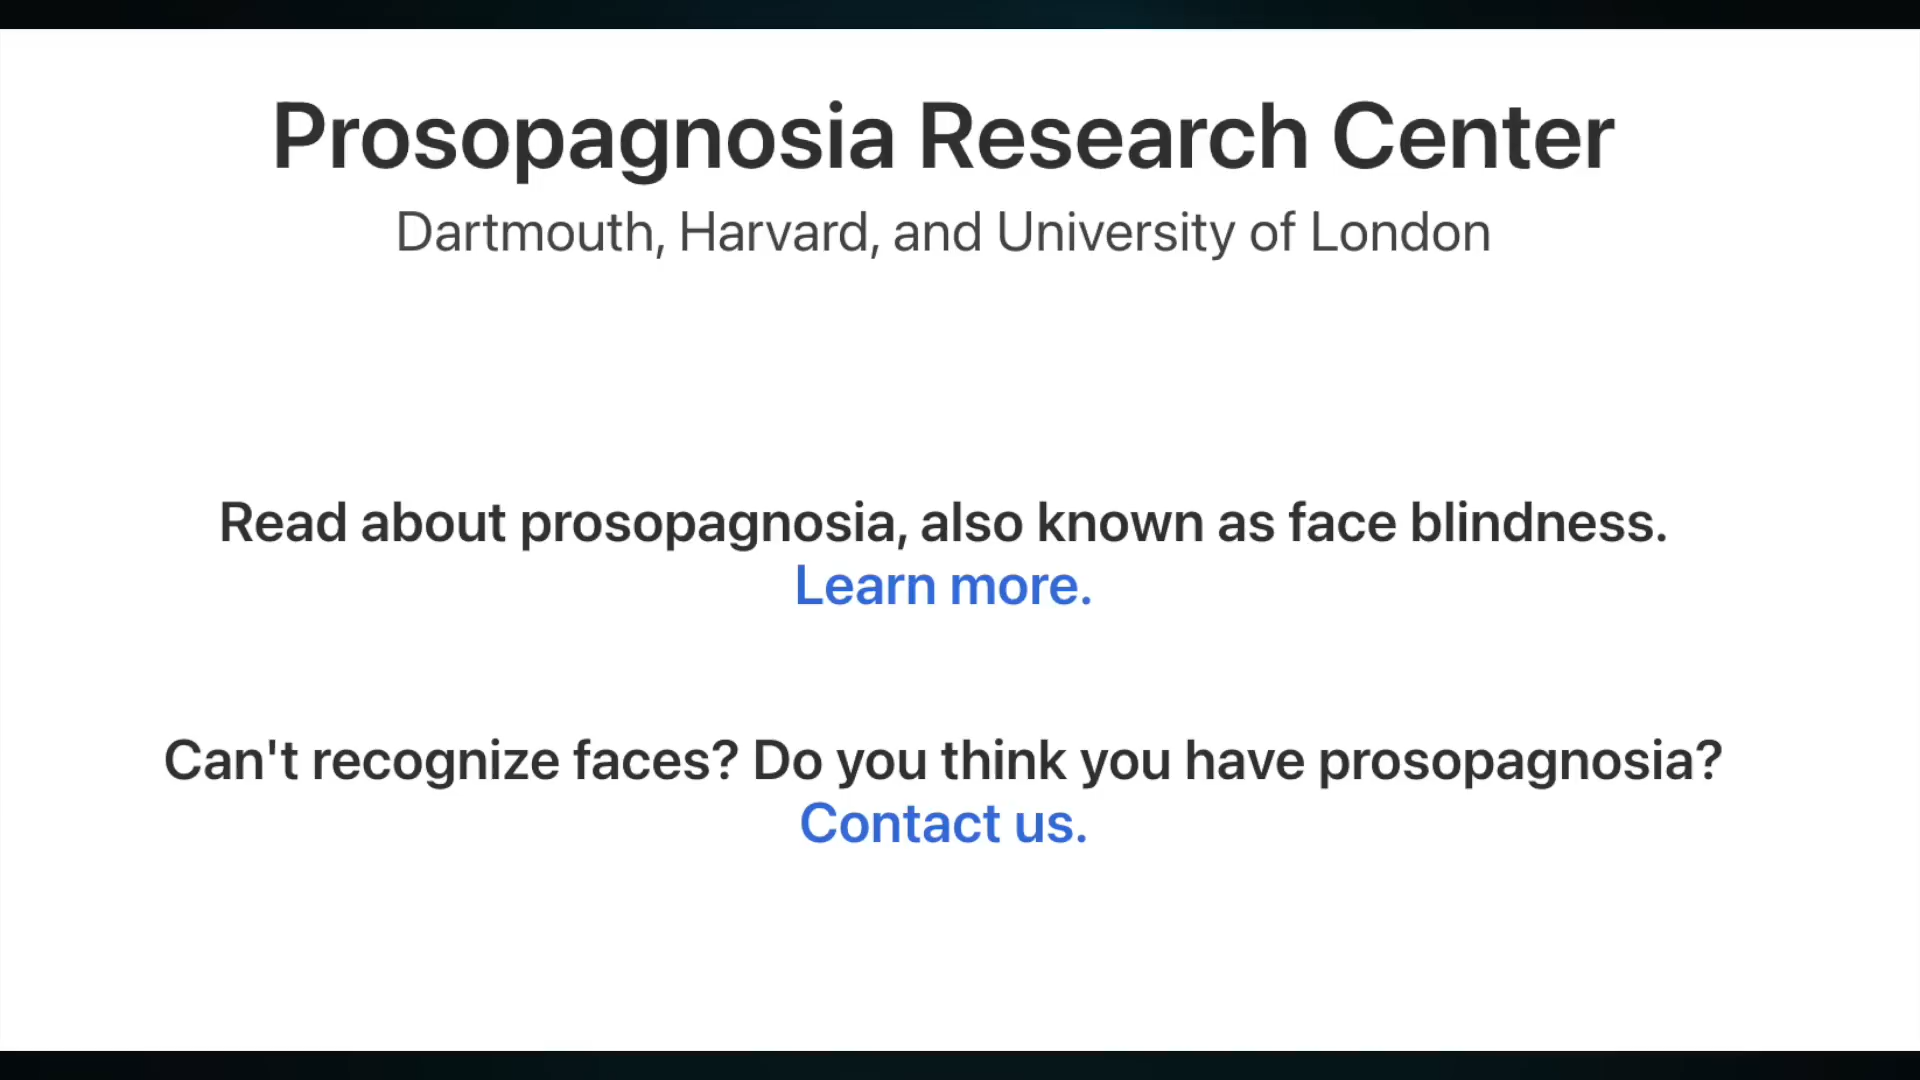 Prosopagnosia Research Center
Dartmouth, Harvard, and University of London
Read about prosopagnosia, also known as face blindness.
Learn more.
Can't recognize faces? Do you think you have prosopagnosia?
Contact us.